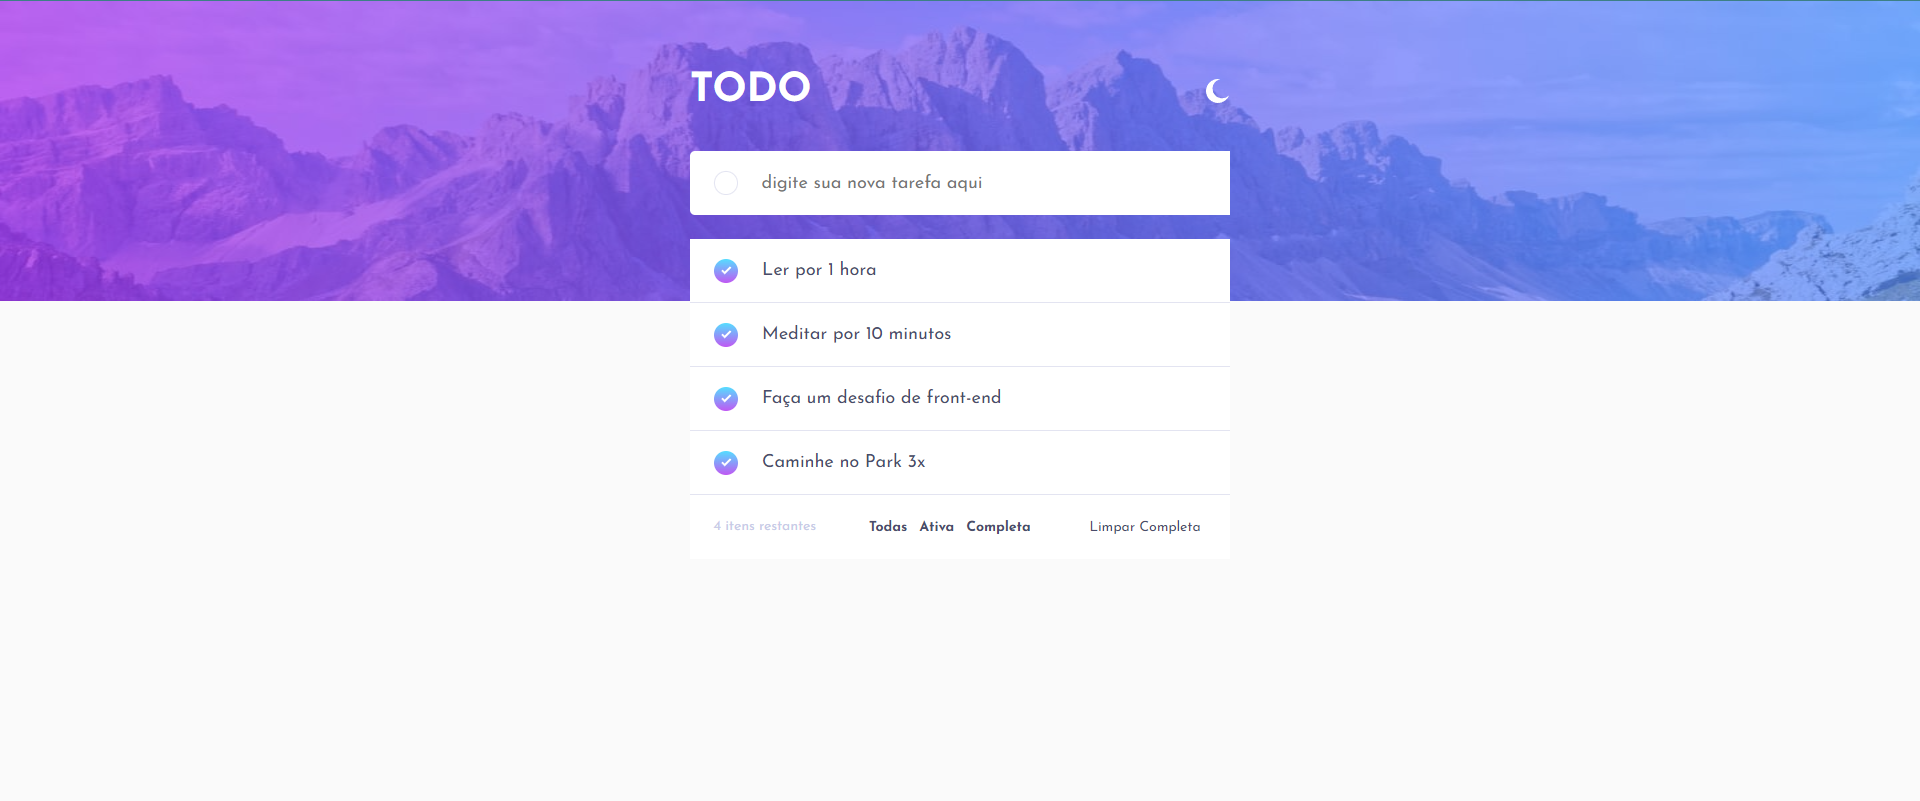 TODO
digite sua nova tarefa aqui
Ler por 1 hora
Meditar por 10 minutos
Faça um desafio de front-end
Caminhe no Park 3x
4 itens restantes Todas Ativa Completa Limpar Completa